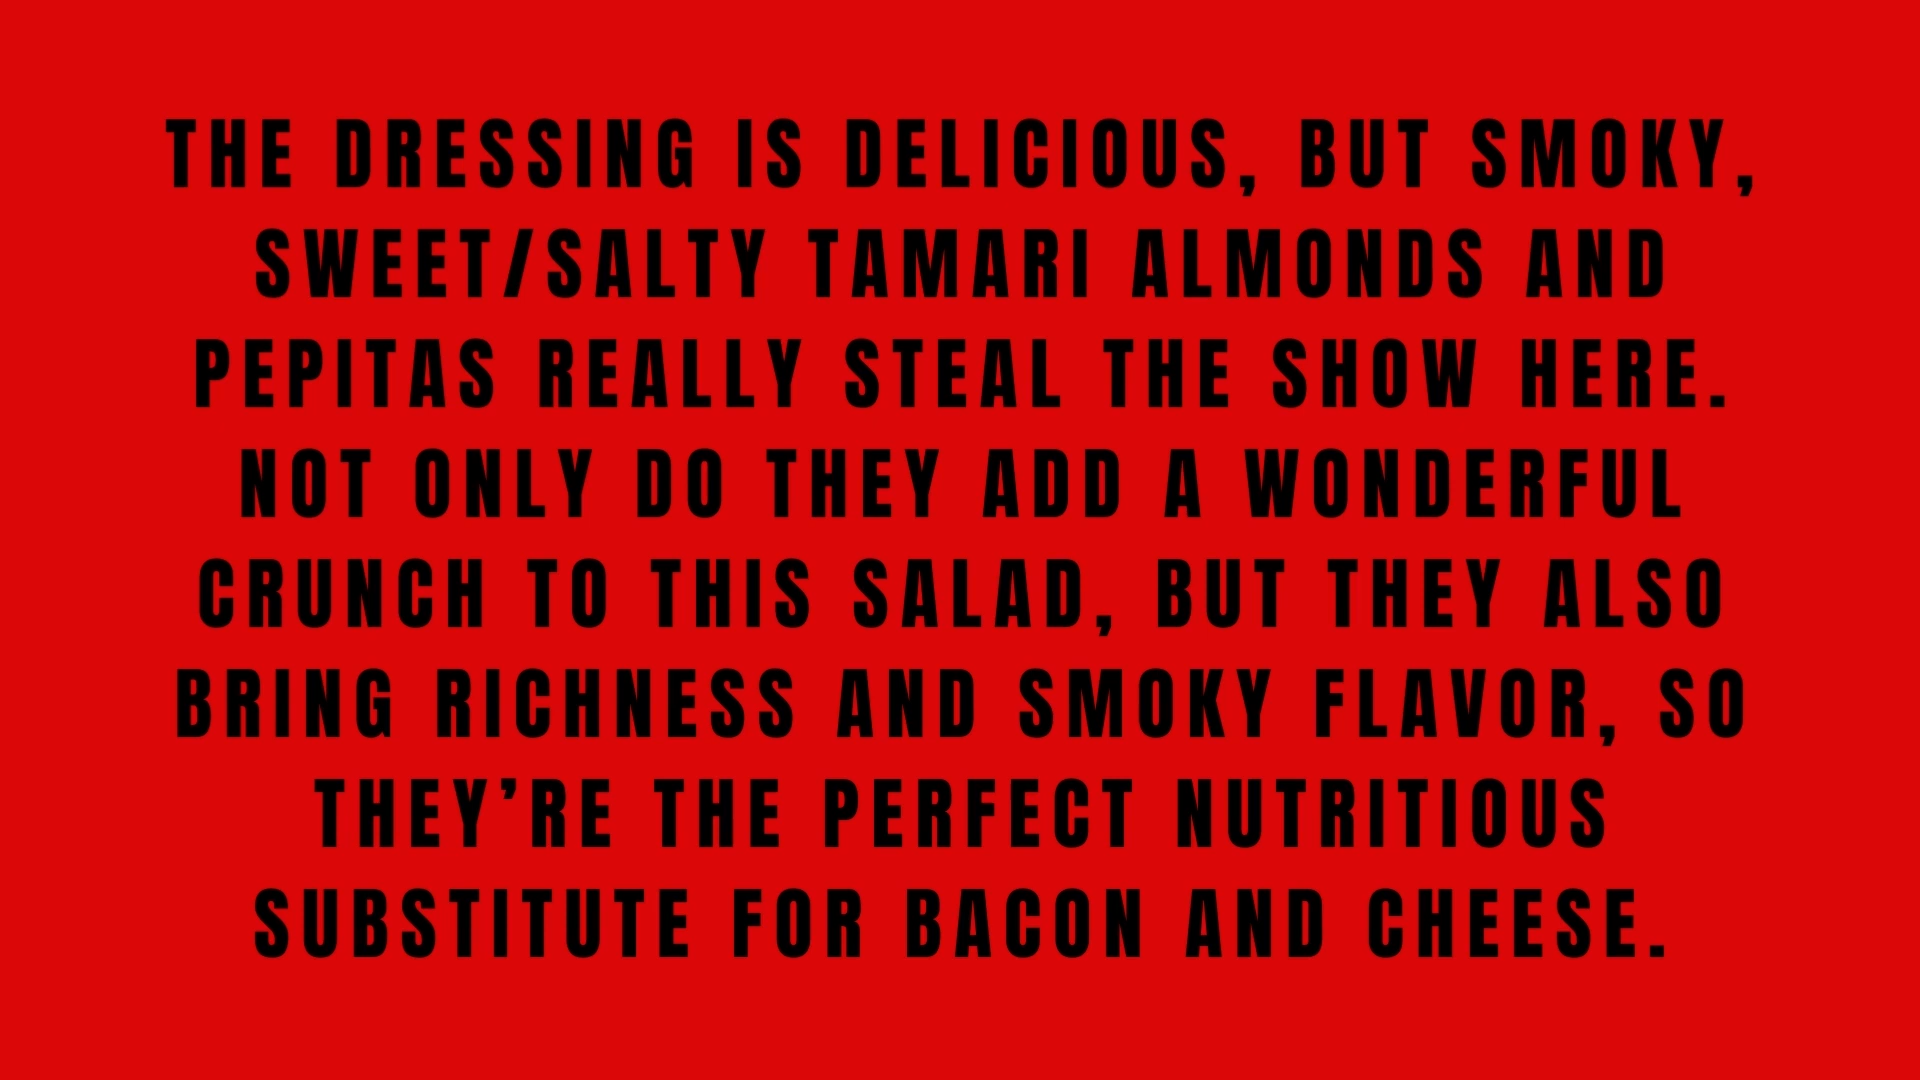 THE DRESSING IS DELICIOUS, BUT SMOKY,
SWEET/SALTY TAMARI ALMONDS AND
PEPITAS REALLY STEAL THE SHOW HERE.
NOT ONLY DO THEY ADD A WONDERFUL
CRUNCH TO THIS SALAD, BUT THEY ALSO
BRING RICHNESS AND SMOKY FLAVOR, SO
THEY’RE THE PERFECT NUTRITIOUS
SUBSTITUTE FOR BACON AND CHEESE.